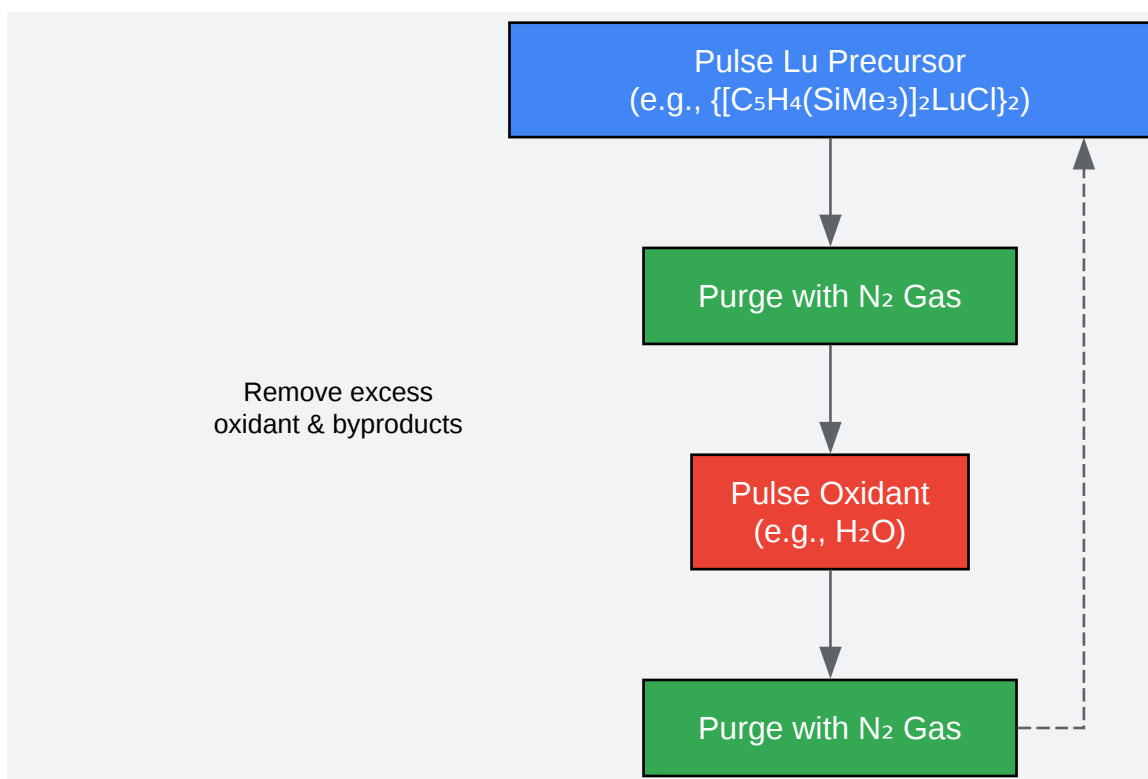 Pulse Lu Precursor
(e.g., {[C₅H₄(SiMe₃)]₂LuCl}₂)
Purge with N₂ Gas
Remove excess
oxidant & byproducts
Pulse Oxidant
(e.g., H₂O)
Purge with N₂ Gas